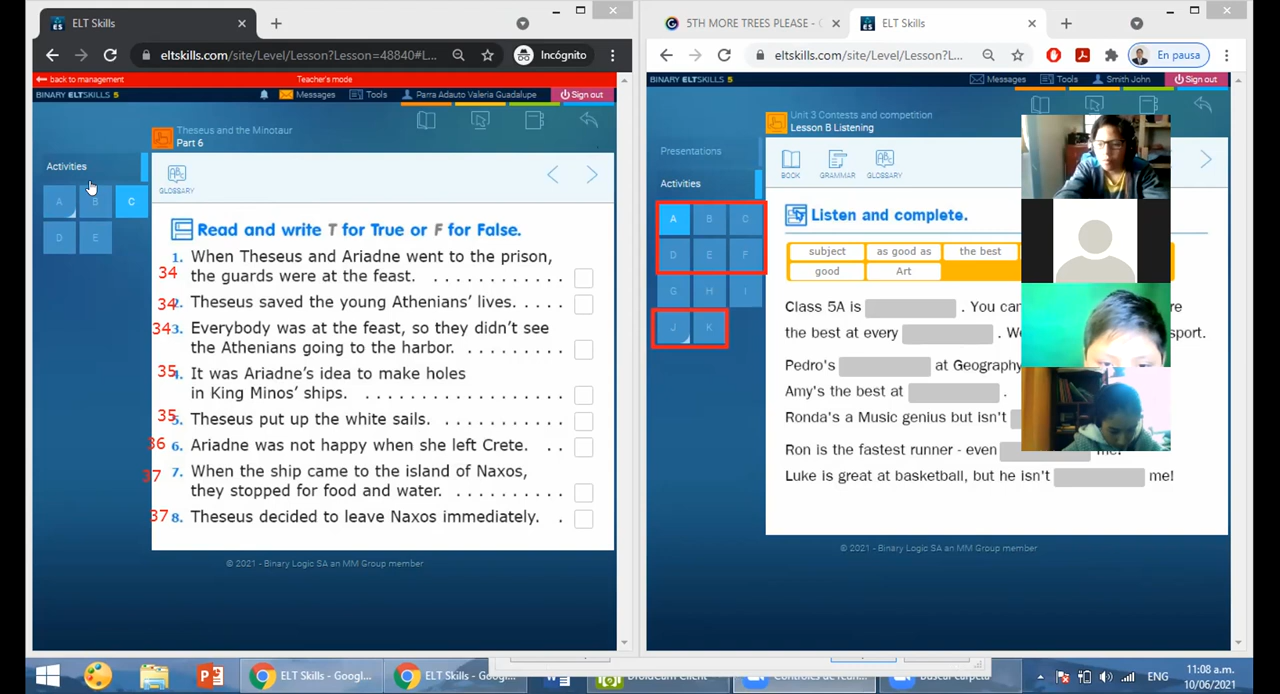 ELT Skills
eltskills.com/site/Level/Lesson?Lesson=48840#L...
Incógnito
back to management
Teacher's mode
BINARY ELTSKILLS 5
Messages
Tools
Parra Adauto Valeria Guadalupe
Sign out
Theseus and the Minotaur
Part 6
Activities
A
B
C
D
E
GLOSSARY
Read and write T for True or F for False.
1. When Theseus and Ariadne went to the prison,
34 the guards were at the feast. . . . . . . . . . . . .
34 2. Theseus saved the young Athenians' lives. . . . .
34 3. Everybody was at the feast, so they didn't see
the Athenians going to the harbor. . . . . . . . . .
35 4. It was Ariadne's idea to make holes
in King Minos' ships. . . . . . . . . . . . . . . . . . .
35 5. Theseus put up the white sails. . . . . . . . . . . .
36 6. Ariadne was not happy when she left Crete. . .
37 7. When the ship came to the island of Naxos,
they stopped for food and water. . . . . . . . . . .
37 8. Theseus decided to leave Naxos immediately. .
© 2021 - Binary Logic SA an MM Group member
5TH MORE TREES PLEASE -
ELT Skills
eltskills.com/site/Level/Lesson?L...
En pausa
BINARY ELTSKILLS 5
Messages
Tools
Smith John
Sign out
Unit 3 Contests and competition
Lesson B Listening
Presentations
Activities
A
B
C
D
E
F
G
H
I
J
K
BOOK
GRAMMAR
GLOSSARY
Listen and complete.
subject
as good as
the best
good
Art
Class 5A is . You can re
the best at every . We sport.
Pedro's at Geography
Amy's the best at .
Ronda's a Music genius but isn't
Ron is the fastest runner - even me!
Luke is great at basketball, but he isn't me!
© 2021 - Binary Logic SA an MM Group member
ELT Skills - Googl...
ELT Skills - Googl...
DroidCam Client
Controles de reun...
Buscar carpeta
ENG
11:08 a.m.
10/06/2021